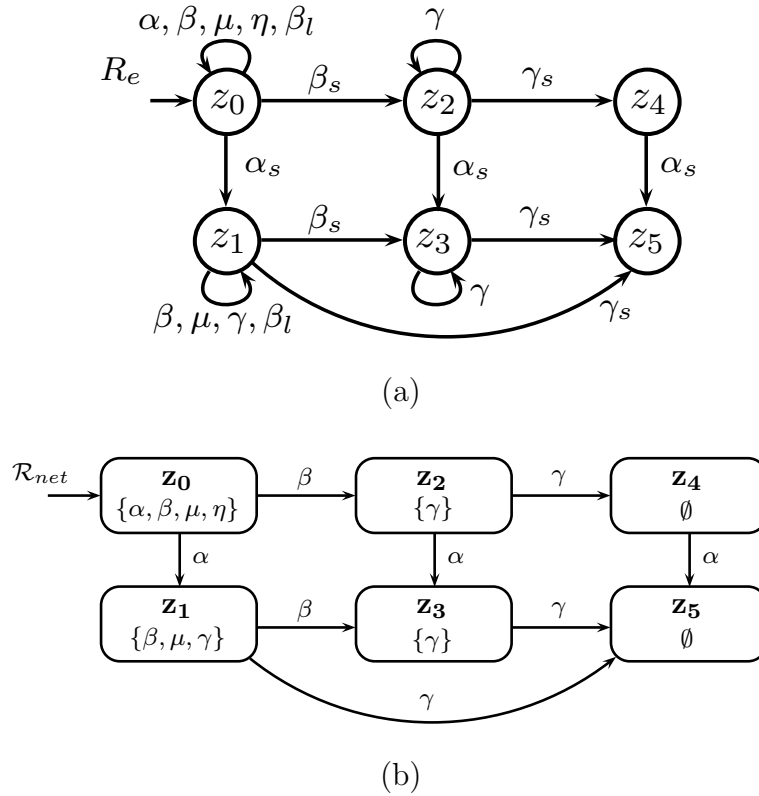 α, β, μ, η, β_l
γ
R_e
z_0
β_s
z_2
γ_s
z_4
α_s
α_s
α_s
z_1
β_s
z_3
γ_s
z_5
β, μ, γ, β_l
γ
γ_s
(a)
R_net
z_0
{α, β, μ, η}
β
z_2
{γ}
γ
z_4
∅
α
α
α
z_1
{β, μ, γ}
β
z_3
{γ}
γ
z_5
∅
γ
(b)